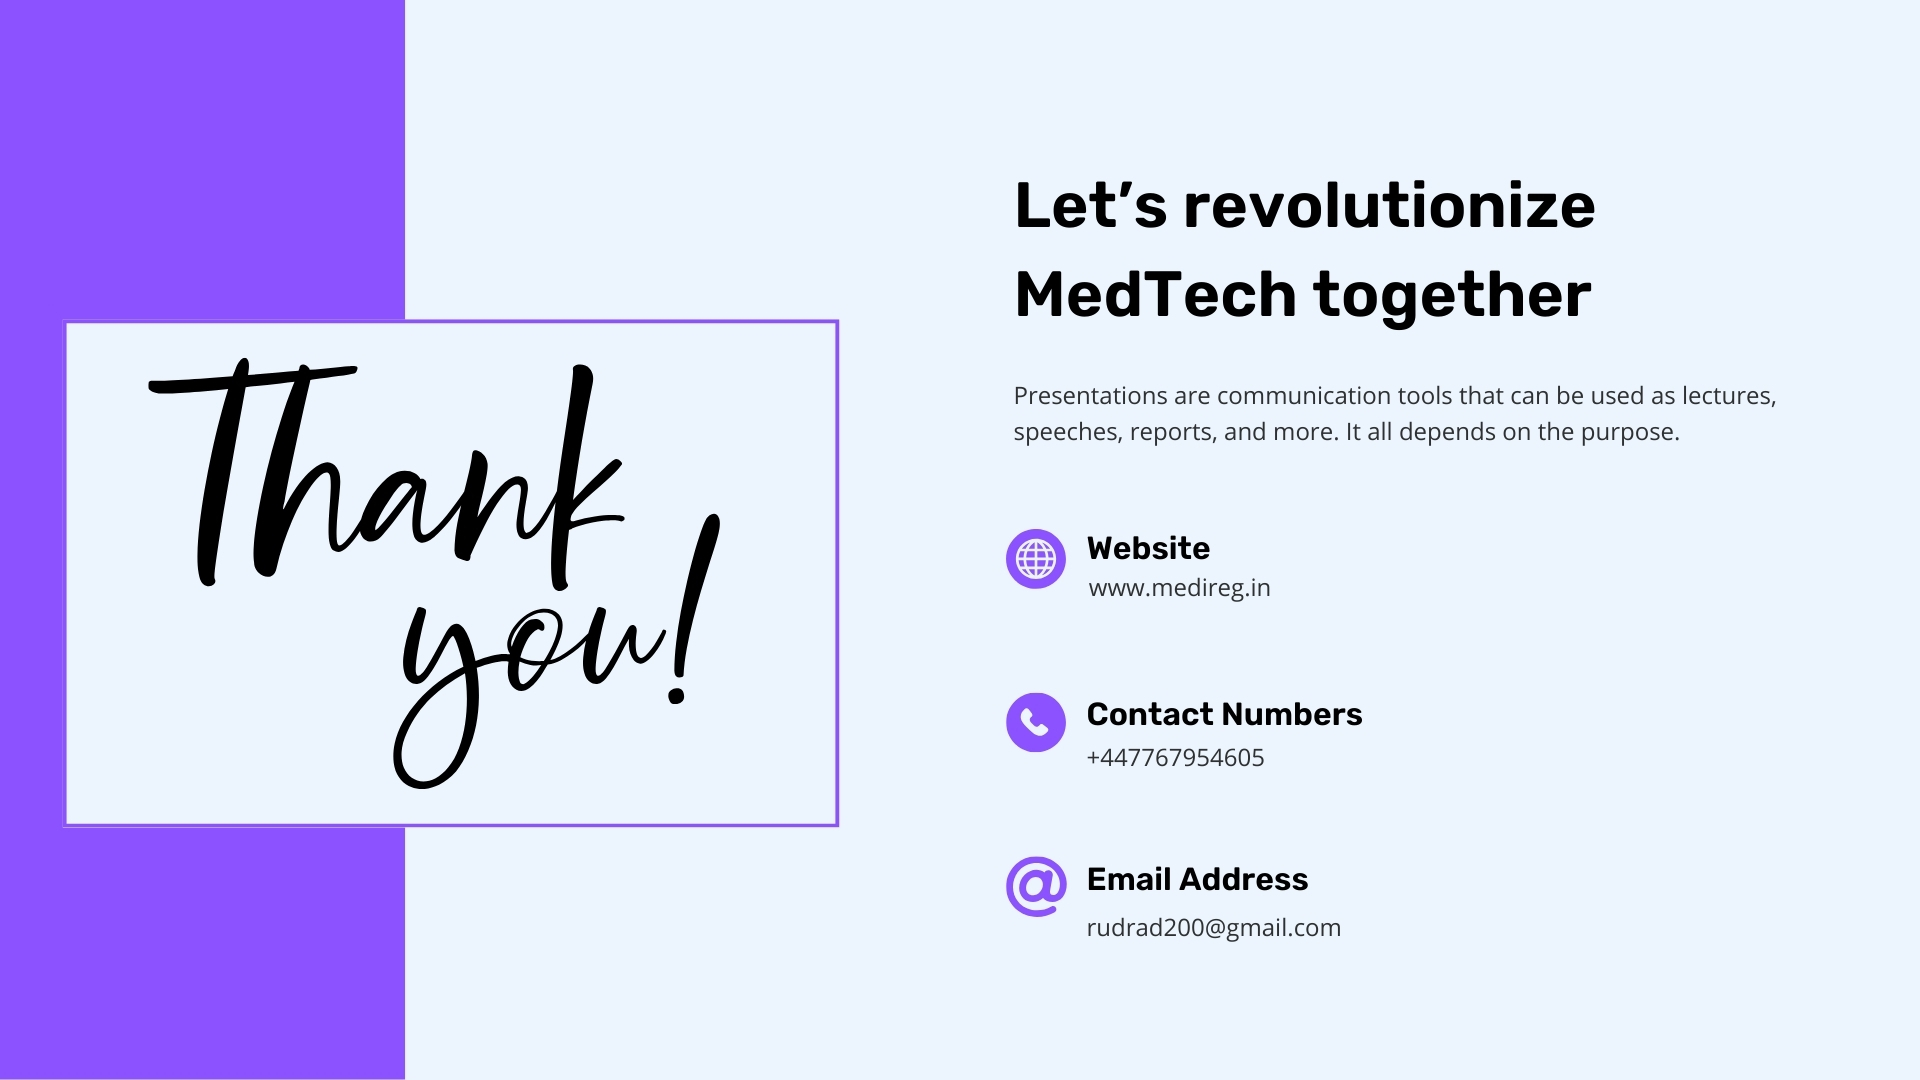 Thank
you!
Let’s revolutionize
MedTech together
Presentations are communication tools that can be used as lectures,
speeches, reports, and more. It all depends on the purpose.
Website
www.medireg.in
Contact Numbers
+447767954605
Email Address
rudrad200@gmail.com